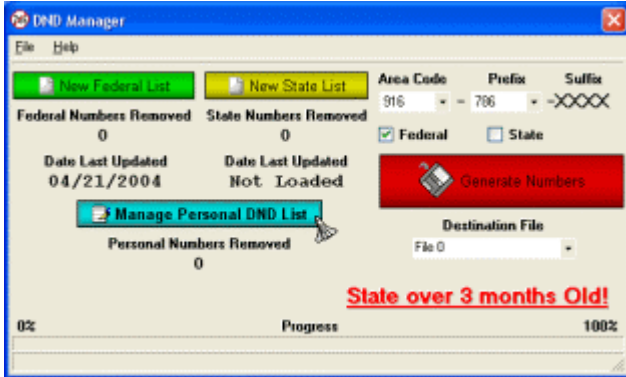 DND Manager
File Help
New Federal List
New State List
Federal Numbers Removed
0
State Numbers Removed
0
Date Last Updated
04/21/2004
Date Last Updated
Not Loaded
Manage Personal DND List
Personal Numbers Removed
0
Area Code Prefix Suffix
916 - 786 -XXXX
Federal State
Generate Numbers
Destination File
File 0
State over 3 months Old!
0% Progress 100%